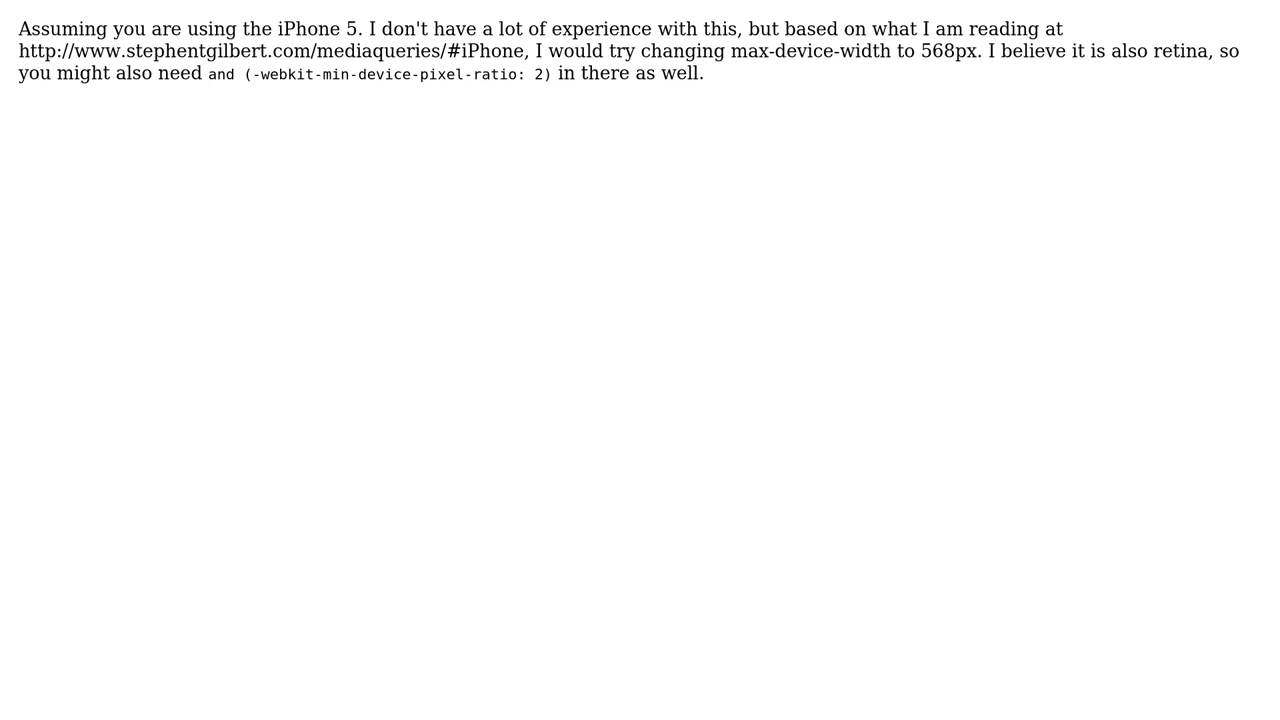 Assuming you are using the iPhone 5. I don't have a lot of experience with this, but based on what I am reading at
http://www.stephentgilbert.com/mediaqueries/#iPhone, I would try changing max-device-width to 568px. I believe it is also retina, so
you might also need and (-webkit-min-device-pixel-ratio: 2) in there as well.